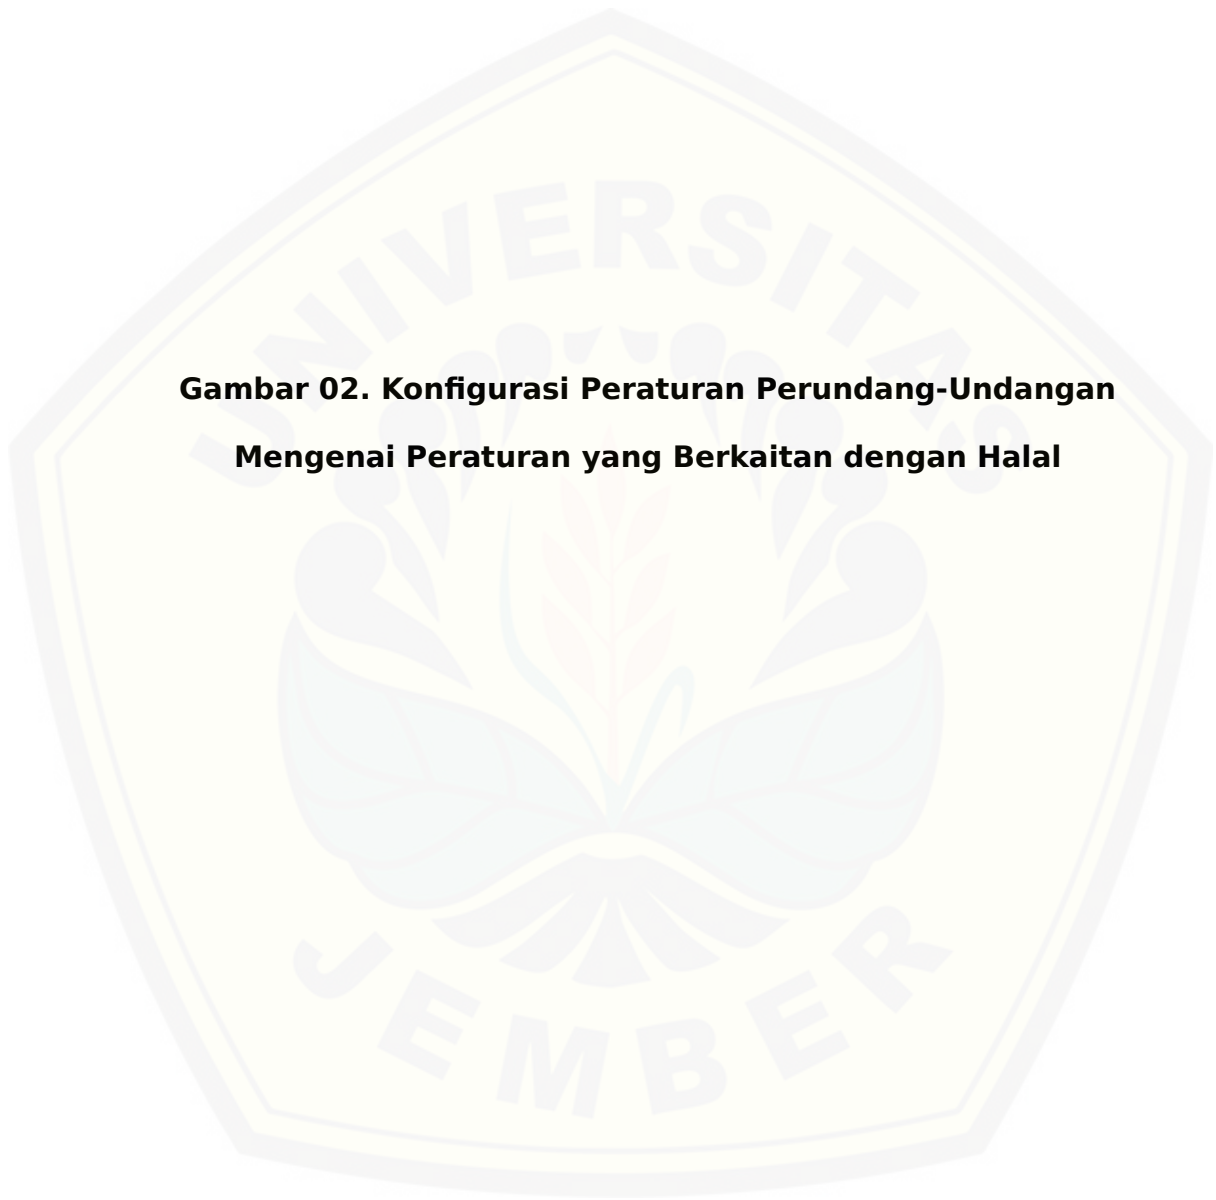 UNIVERSITAS
Gambar 02. Konfigurasi Peraturan Perundang-Undangan
Mengenai Peraturan yang Berkaitan dengan Halal
JEMBER